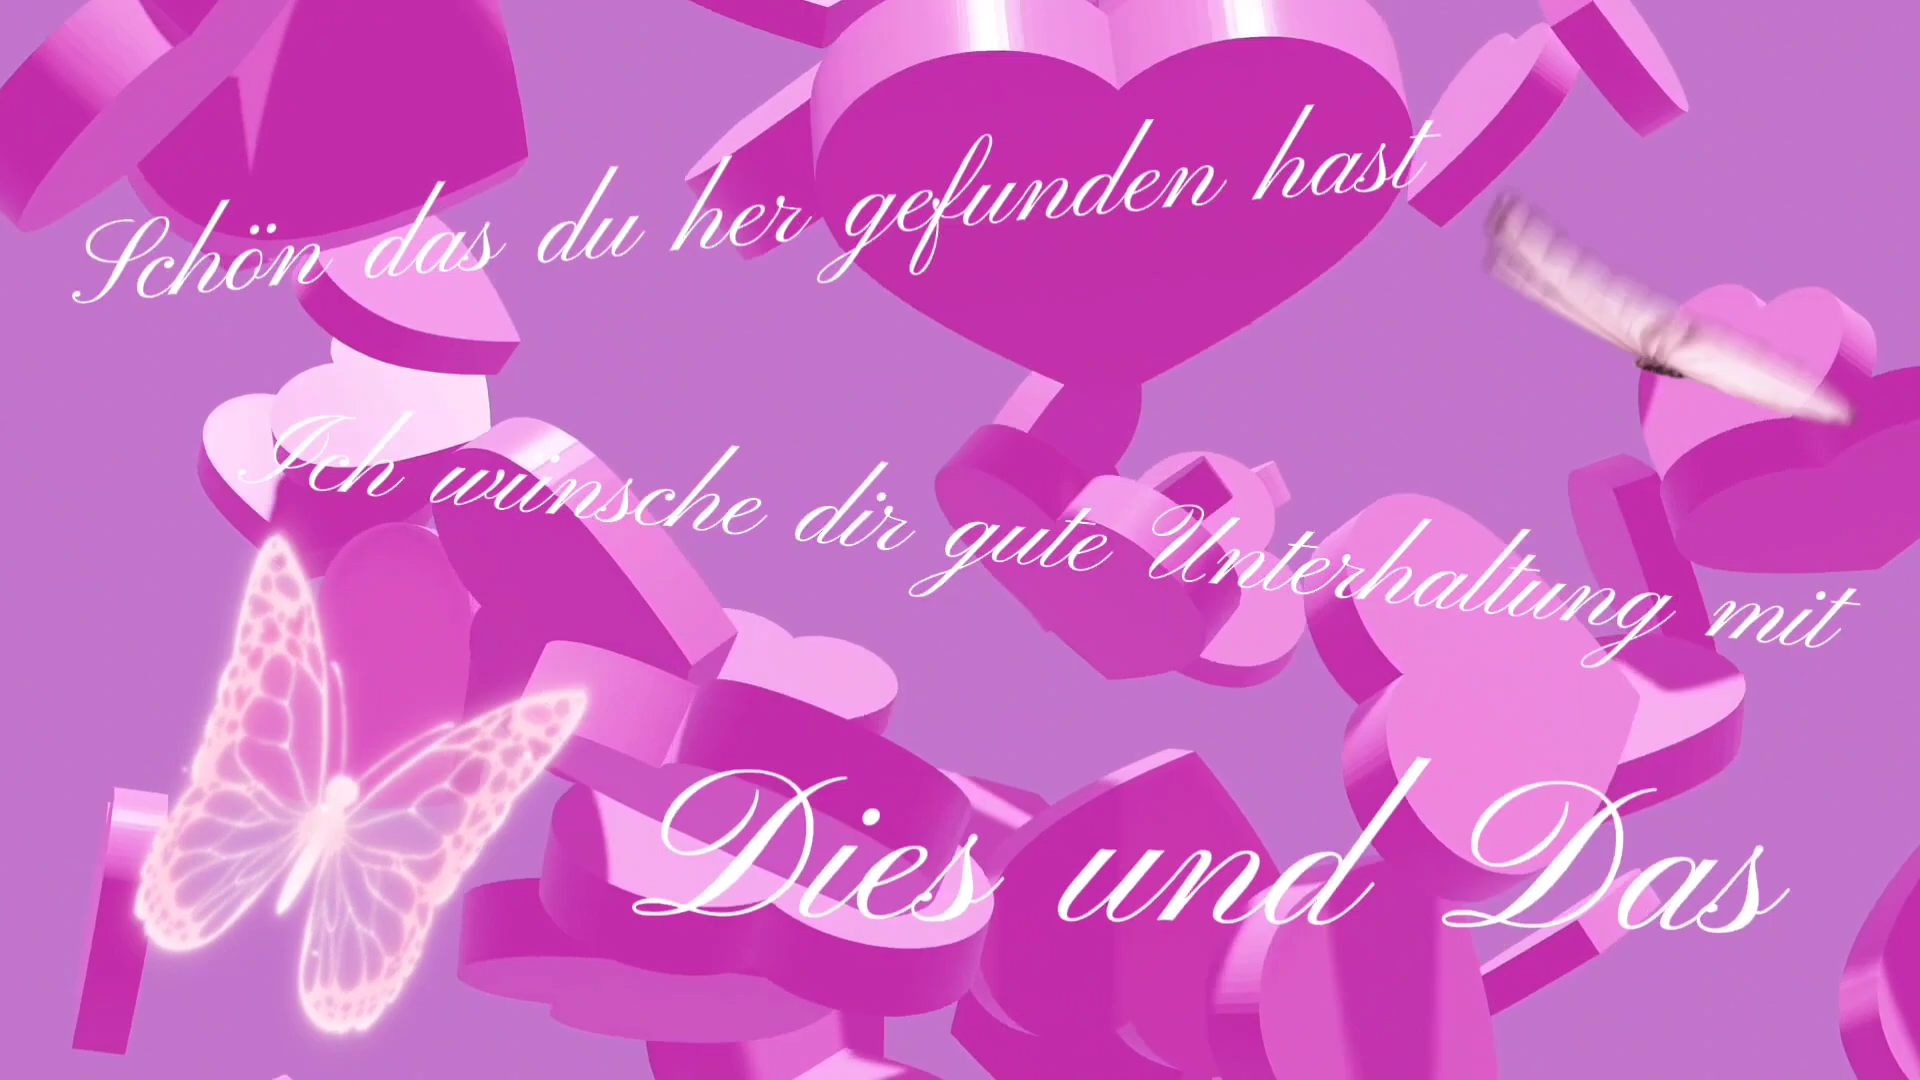 Schön das du her gefunden hast
Ich wünsche dir gute Unterhaltung mit
Dies und Das